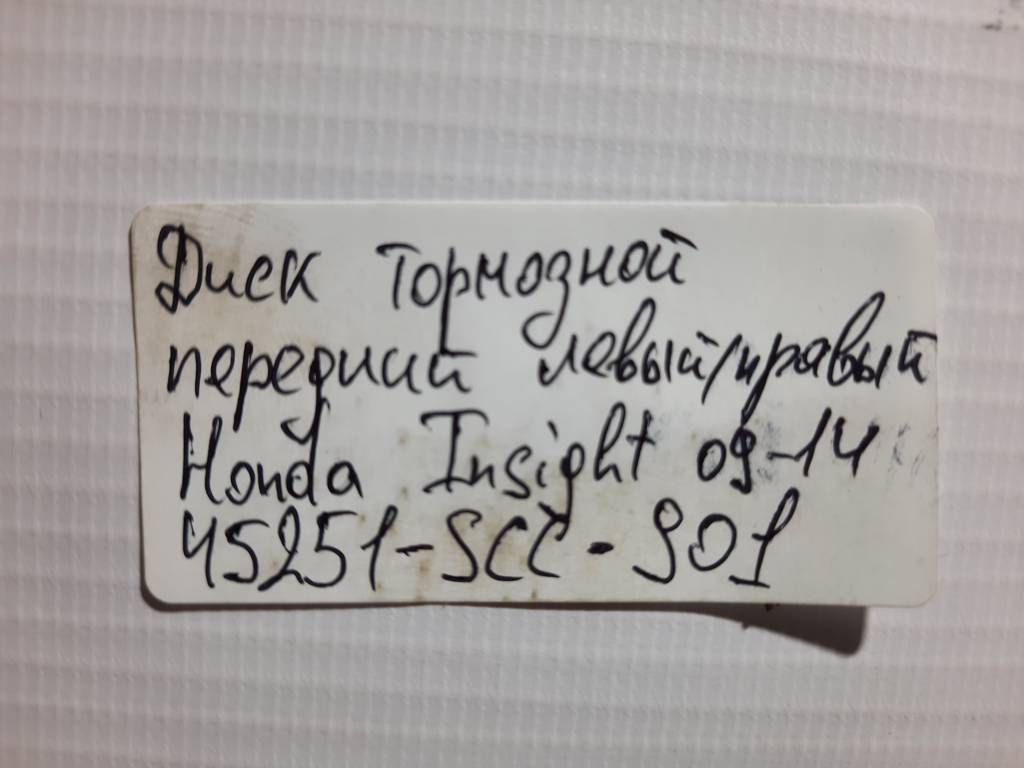 Диск тормозной
передний левый/правый
Honda Insight 09-14
45251-SCC-901